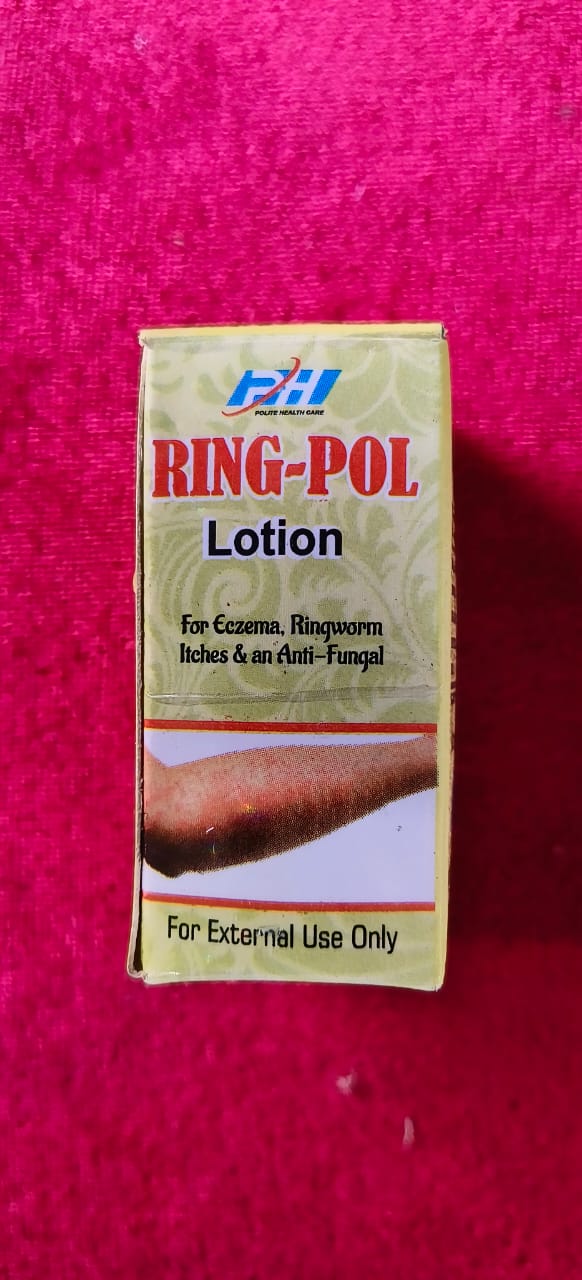 PH
POLITE HEALTH CARE
RING-POL
Lotion
For Eczema, Ringworm
Itches & an Anti-Fungal
For External Use Only